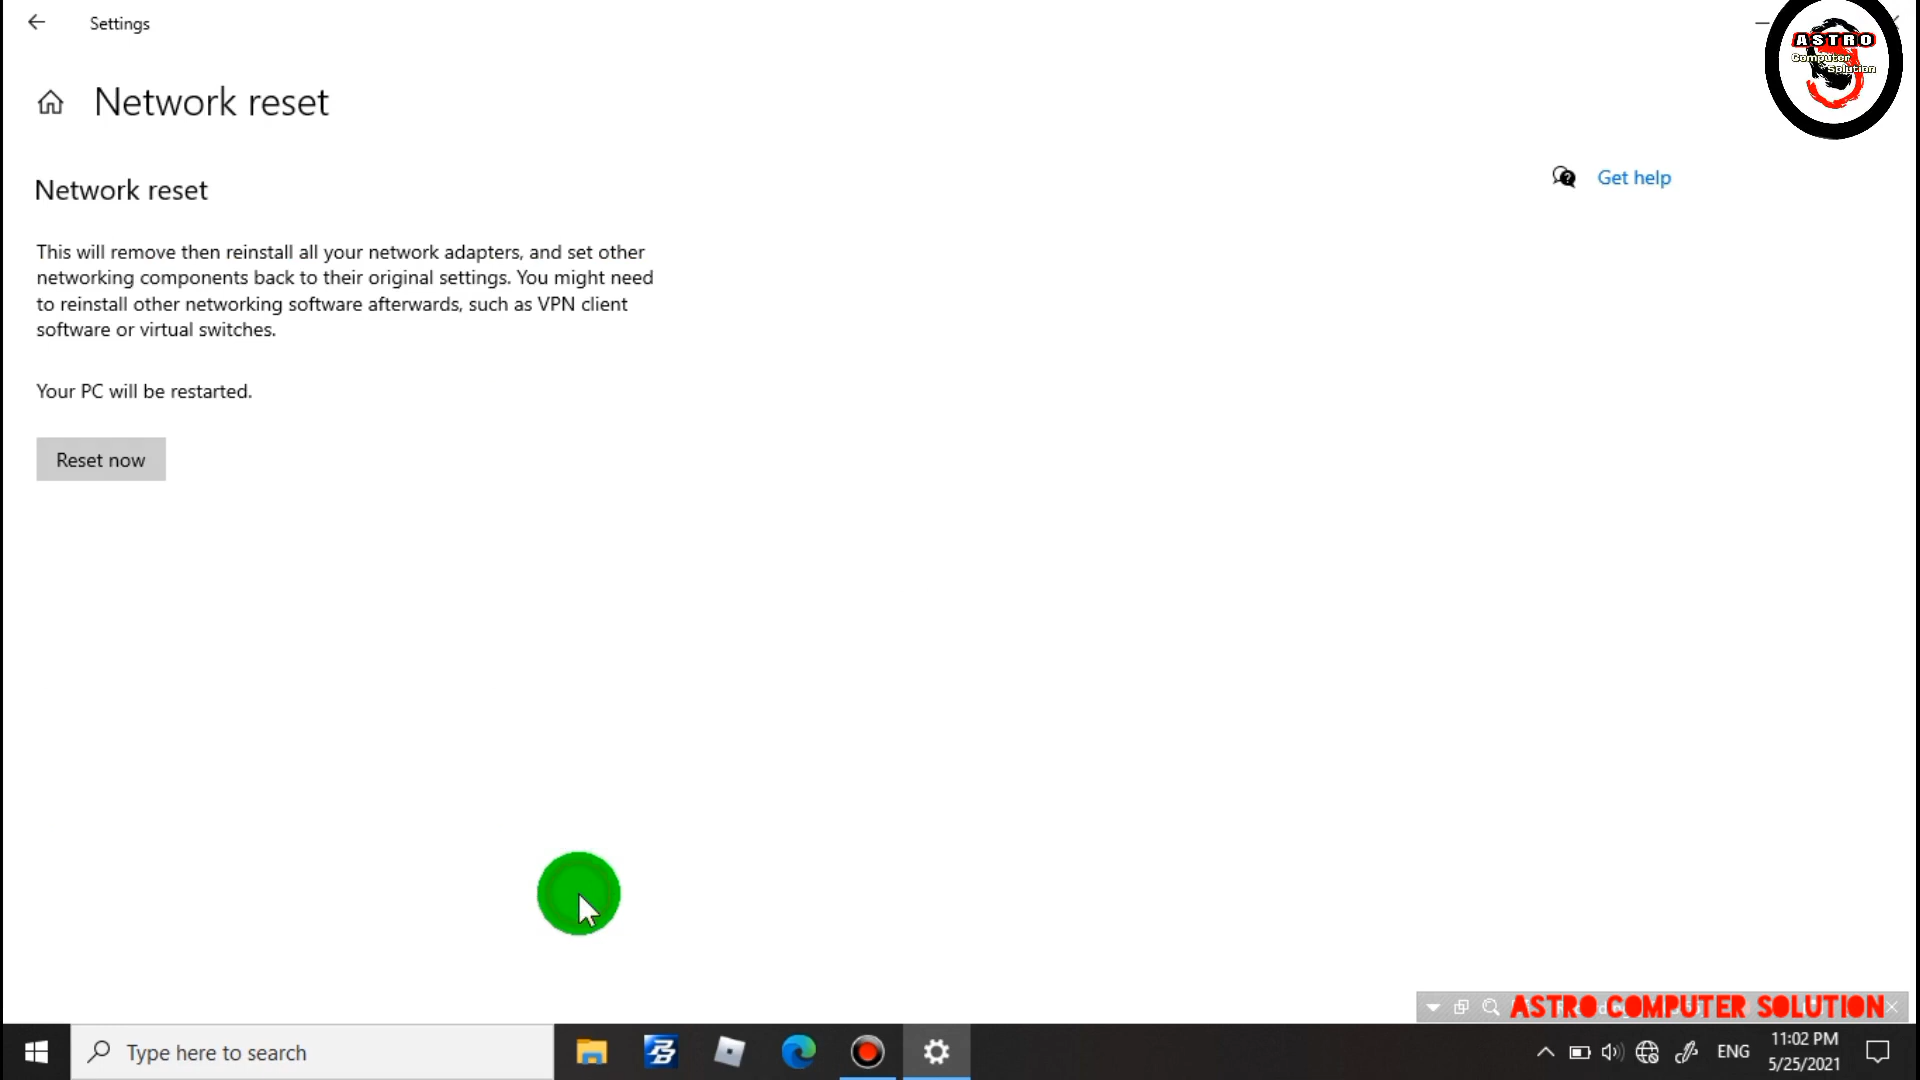 Settings
ASTRO
Computer
Solution
Network reset
Get help
Network reset
This will remove then reinstall all your network adapters, and set other
networking components back to their original settings. You might need
to reinstall other networking software afterwards, such as VPN client
software or virtual switches.
Your PC will be restarted.
Reset now
ASTRO COMPUTER SOLUTION
Type here to search
ENG
11:02 PM
5/25/2021